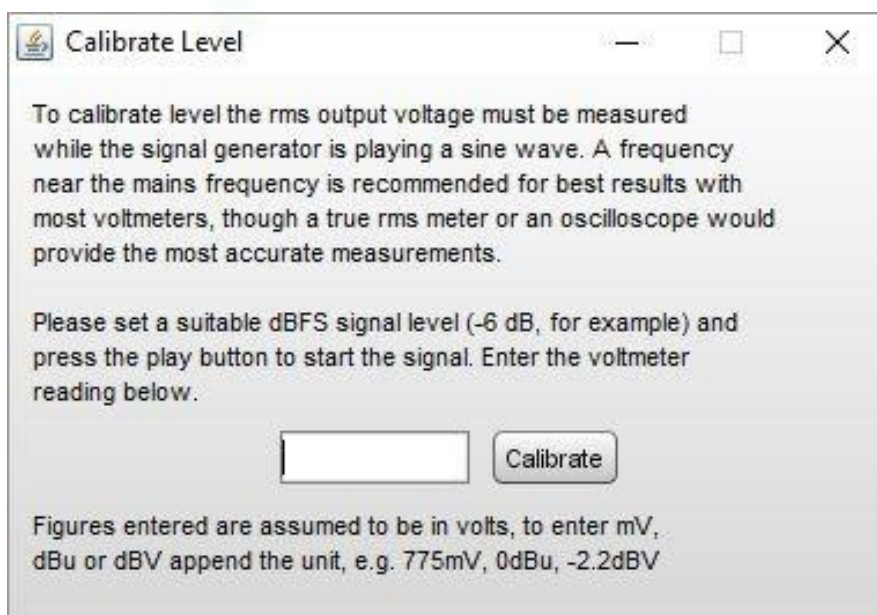 Calibrate Level
To calibrate level the rms output voltage must be measured
while the signal generator is playing a sine wave. A frequency
near the mains frequency is recommended for best results with
most voltmeters, though a true rms meter or an oscilloscope would
provide the most accurate measurements.
Please set a suitable dBFS signal level (-6 dB, for example) and
press the play button to start the signal. Enter the voltmeter
reading below.
Calibrate
Figures entered are assumed to be in volts, to enter mV,
dBu or dBV append the unit, e.g. 775mV, 0dBu, -2.2dBV